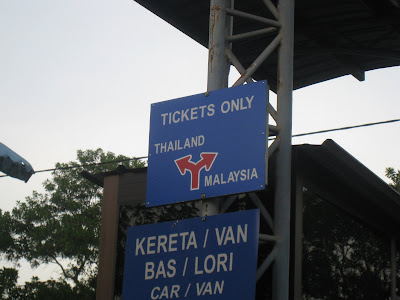 TICKETS ONLY
THAILAND
MALAYSIA
KERETA / VAN
BAS / LORI
CAR / VAN